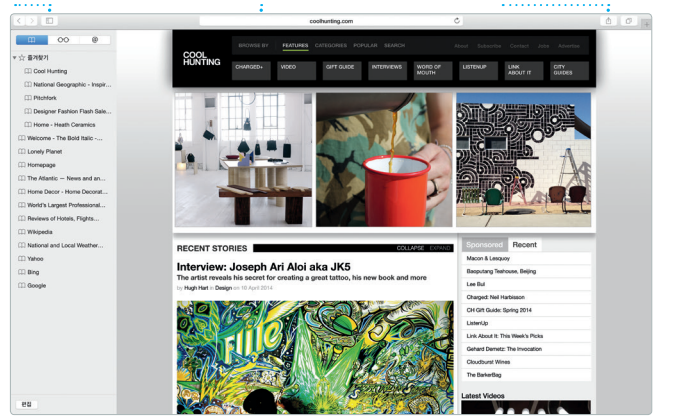 coolhunting.com
@
즐겨찾기
Cool Hunting
National Geographic - Inspir...
Pitchfork
Designer Fashion Flash Sale...
Home - Heath Ceramics
Welcome - The Bold Italic -...
Lonely Planet
Homepage
The Atlantic — News and an...
Home Decor - Home Decorat...
World's Largest Professional...
Reviews of Hotels, Flights...
Wikipedia
National and Local Weather...
Yahoo
Bing
Google
편집
COOL
HUNTING
BROWSE BY FEATURES CATEGORIES POPULAR SEARCH
About Subscribe Contact Jobs Advertise
CHARGED+
VIDEO
GIFT GUIDE
INTERVIEWS
WORD OF
MOUTH
LISTENUP
LINK
ABOUT IT
CITY
GUIDES
RECENT STORIES
COLLAPSE EXPAND
Interview: Joseph Ari Aloi aka JK5
The artist reveals his secret for creating a great tattoo, his new book and more
by Hugh Hart in Design on 10 April 2014
Sponsored Recent
Macon & Lesquoy
Baoputang Teahouse, Beijing
Lee Bul
Charged: Neil Harbisson
CH Gift Guide: Spring 2014
ListenUp
Link About It: This Week's Picks
Gehard Demetz: The Invocation
Cloudburst Wines
The BarkerBag
Latest Videos